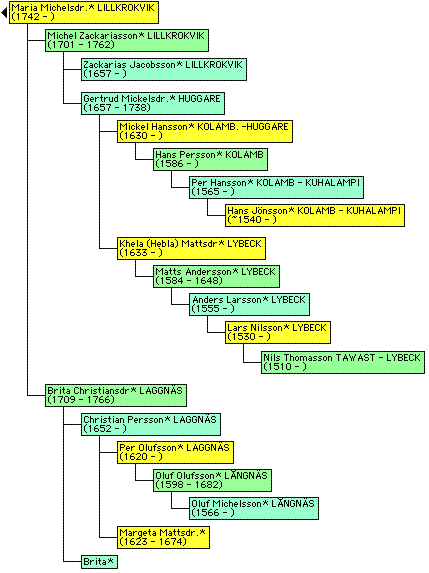 Maria Michelsdr.* LILLKROKVIK
(1742 - )
Michel Zackariasson* LILLKROKVIK
(1701 - 1762)
Zackarias Jacobsson* LILLKROKVIK
(1657 - )
Gertrud Mickelsdr.* HUGGARE
(1657 - 1738)
Mickel Hansson* KOLAMB. -HUGGARE
(1630 - )
Hans Persson* KOLAMB
(1586 - )
Per Hansson* KOLAMB - KUHALAMPI
(1565 - )
Hans Jönsson* KOLAMB - KUHALAMPI
(~1540 - )
Khela (Hebla) Mattsdr* LYBECK
(1633 - )
Matts Andersson* LYBECK
(1584 - 1648)
Anders Larsson* LYBECK
(1555 - )
Lars Nilsson* LYBECK
(1530 - )
Nils Thomasson TAWAST - LYBECK
(1510 - )
Brita Christiansdr* LAGGNÄS
(1709 - 1766)
Christian Persson* LAGGNÄS
(1652 - )
Per Olufsson* LAGGNÄS
(1620 - )
Oluf Olufsson* LÄNGNÄS
(1598 - 1682)
Oluf Michelsson* LÄNGNÄS
(1566 - )
Margeta Mattsdr.*
(1623 - 1674)
Brita*